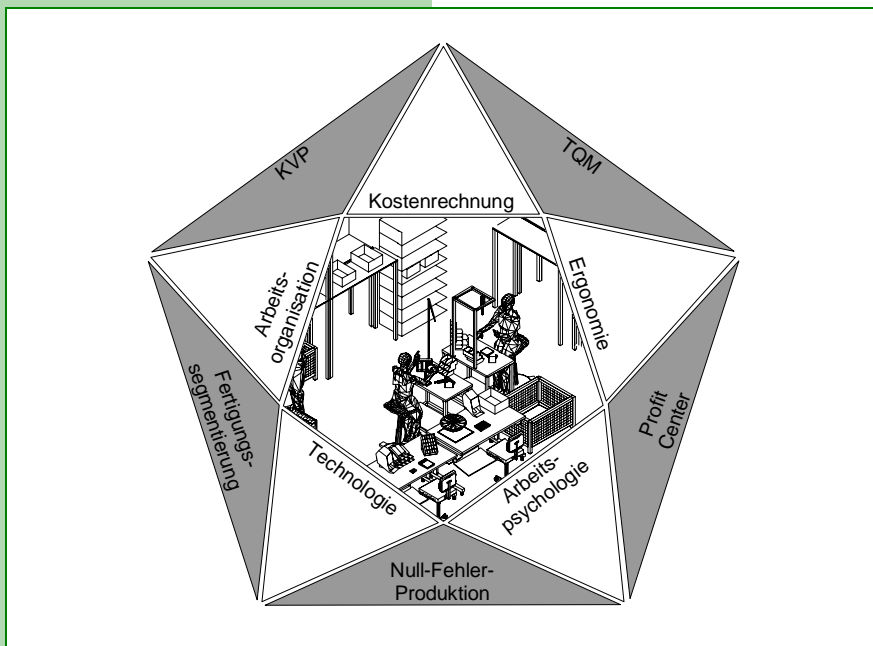 KVP
TQM
Kostenrechnung
Arbeits-
organisation
Ergonomie
Fertigungs-
segmentierung
Profit
Center
Technologie
Arbeits-
psychologie
Null-Fehler-
Produktion